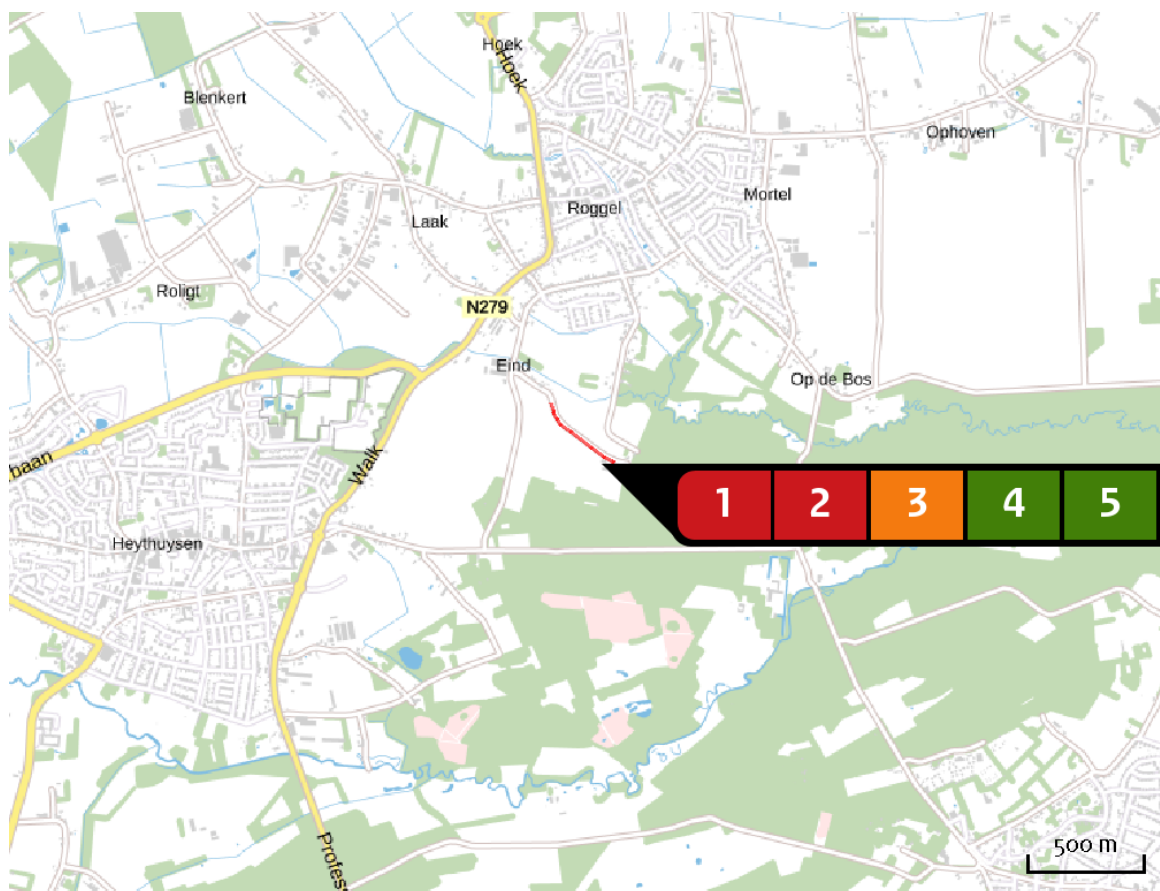 Hoek
Hoek
Blenkert
Ophoven
Mortel
Roggel
Laak
Roligt
N279
Eind
Op de Bos
baan
Walk
1 2 3 4 5
Heythuysen
Profess
500 m